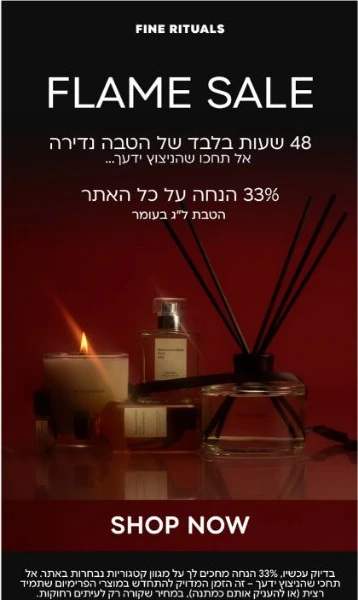 FINE RITUALS
FLAME SALE
48 שעות בלבד של הטבה נדירה
אל תחכו שהניצוץ ידעך...
33% הנחה על כל האתר
הטבת ל"ג בעומר
SHOP NOW
בדיוק עכשיו, 33% הנחה מחכים לך על מגוון קטגוריות נבחרות באתר. אל
תחכי שהניצוץ ידעך – זה הזמן המדויק להתחדש במוצרי הפרימיום שתמיד
רצית (או להעניק אותם כמתנה), במחיר שקורה רק לעיתים רחוקות.